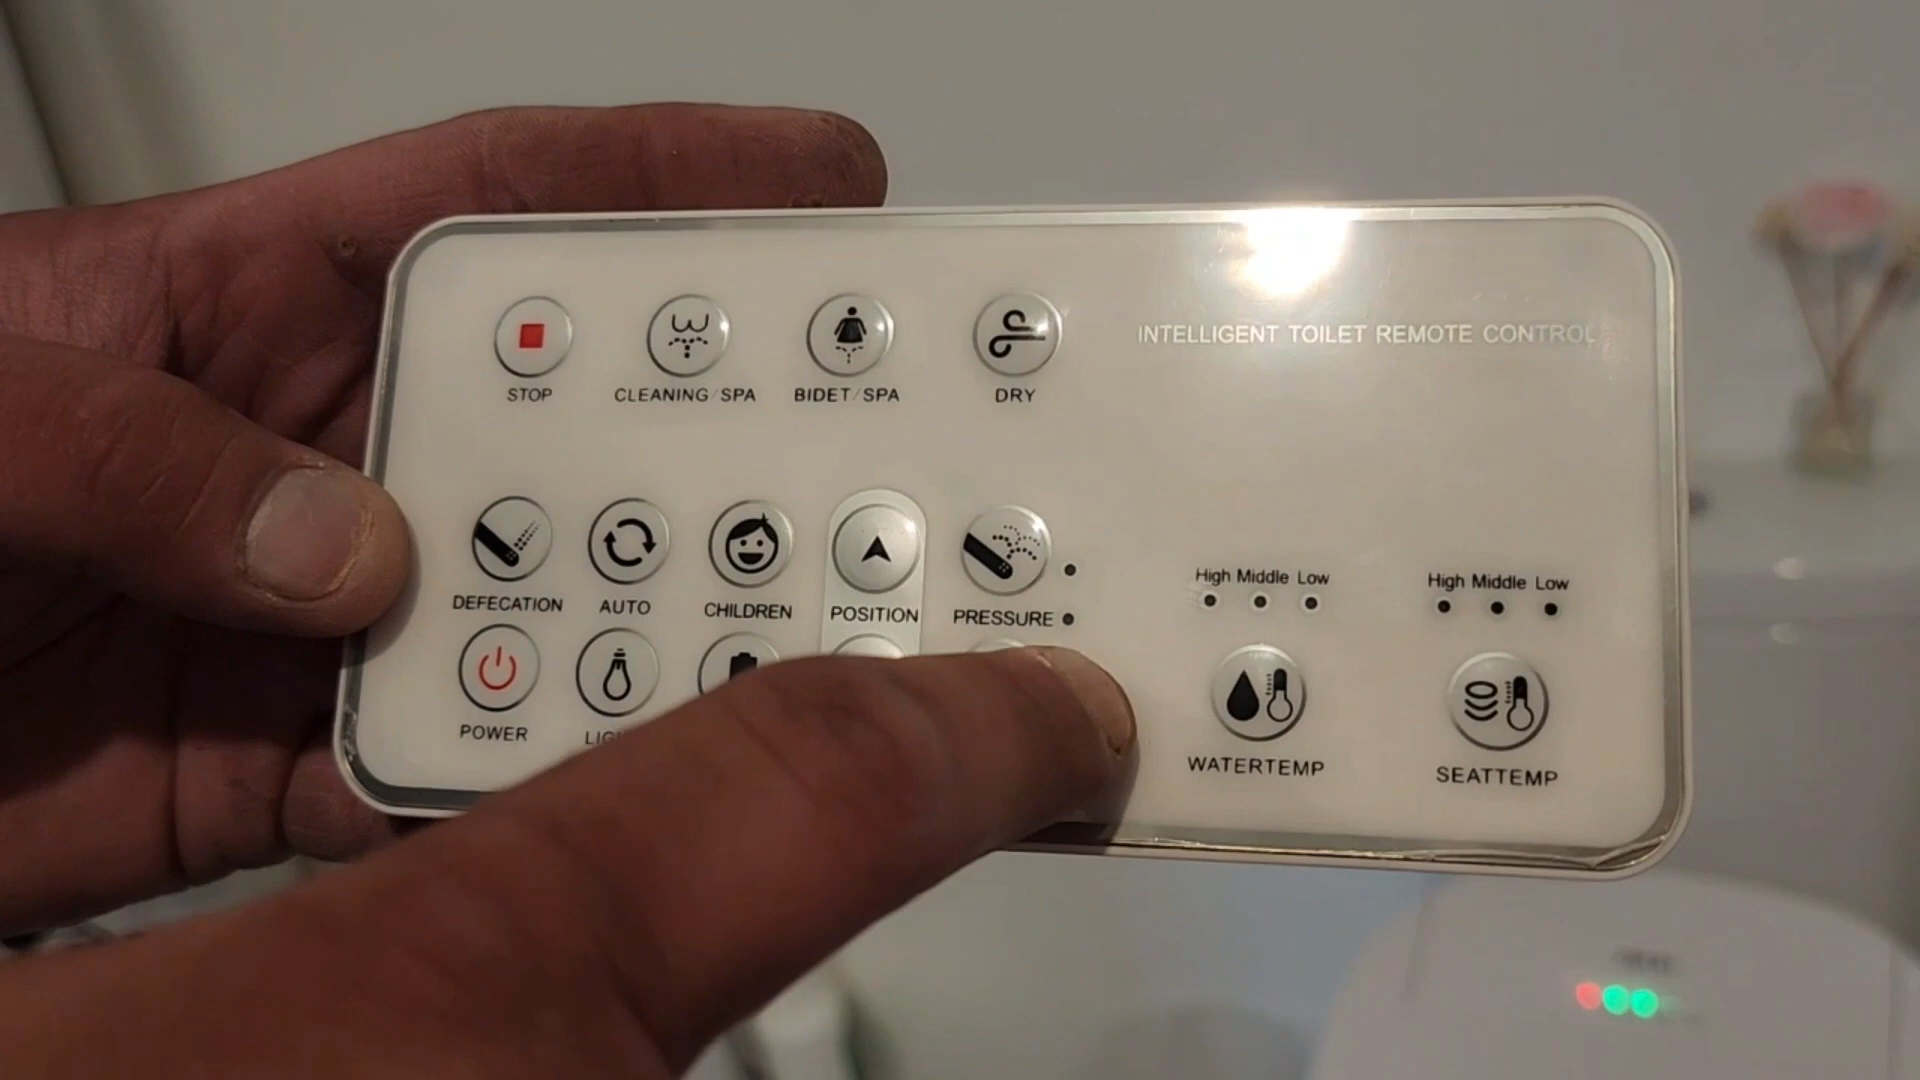 INTELLIGENT TOILET REMOTE CONTROL
STOP
CLEANING/SPA
BIDET/SPA
DRY
DEFECATION
AUTO
CHILDREN
POSITION
PRESSURE
High Middle Low
High Middle Low
POWER
WATERTEMP
SEATTEMP